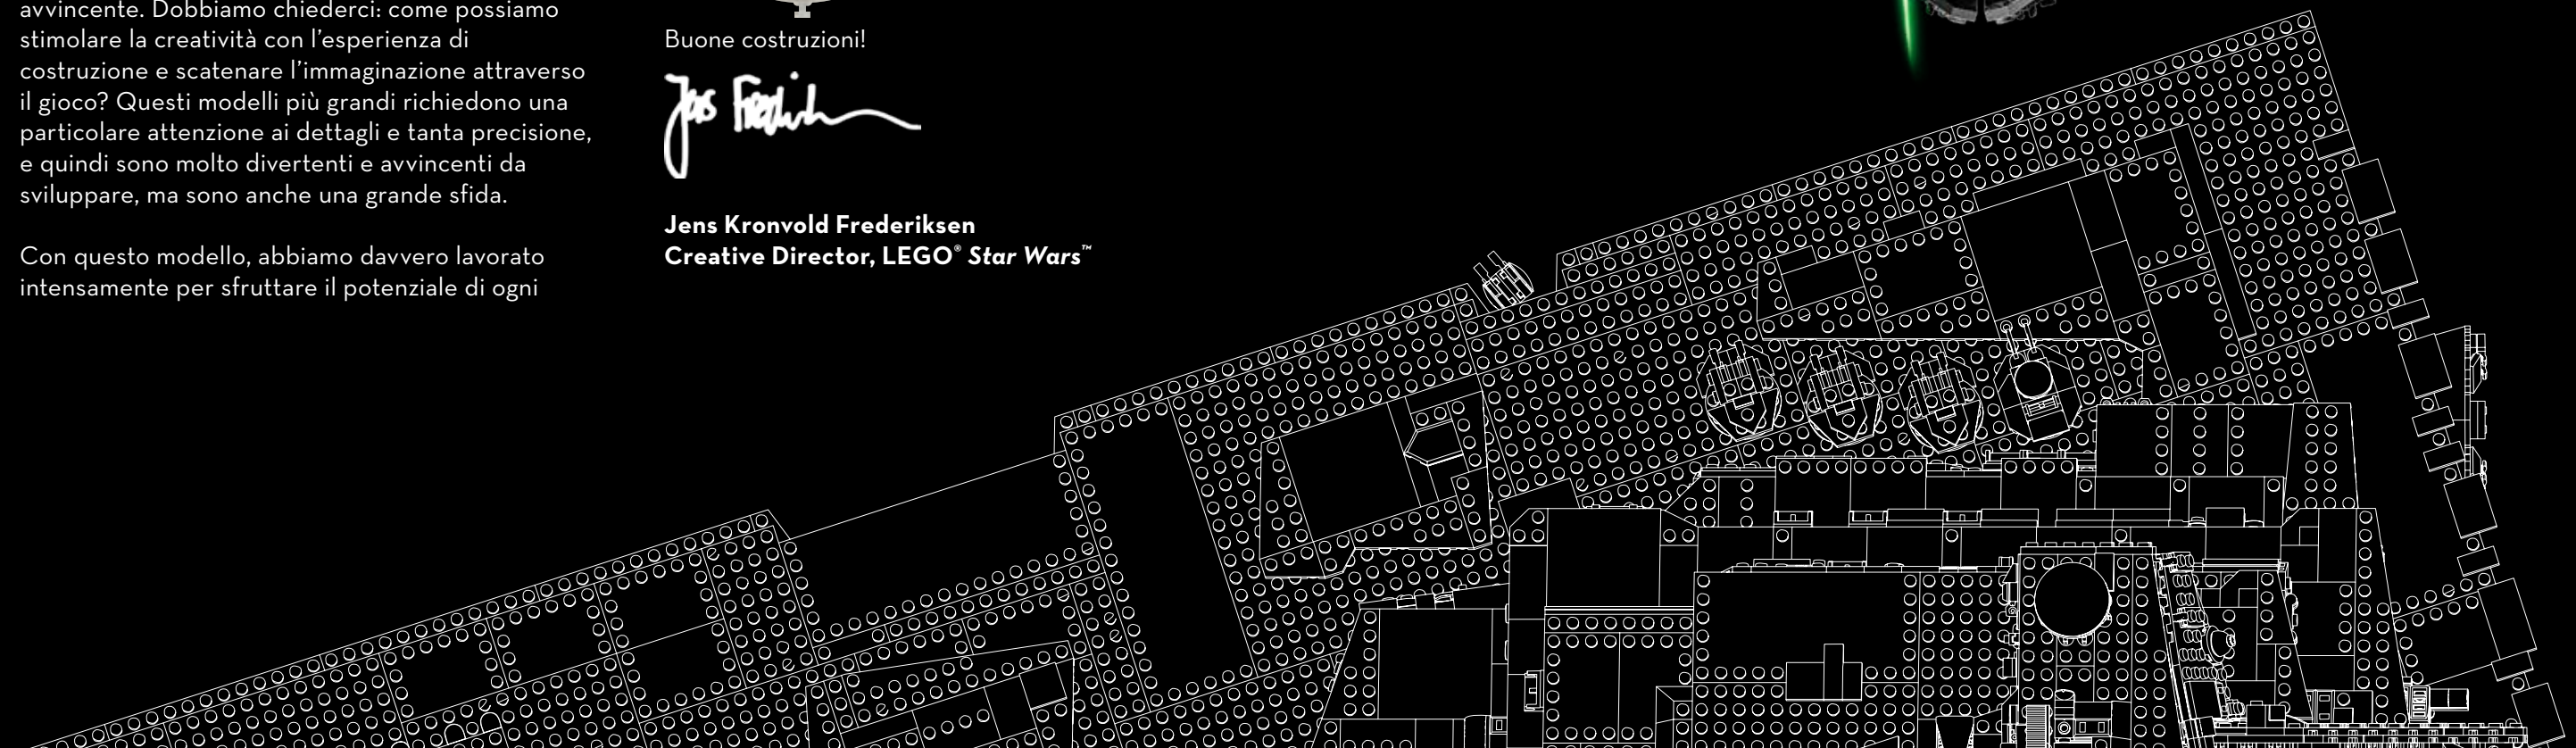 avvincente. Dobbiamo chiederci: come possiamo
stimolare la creatività con l'esperienza di
costruzione e scatenare l'immaginazione attraverso
il gioco? Questi modelli più grandi richiedono una
particolare attenzione ai dettagli e tanta precisione,
e quindi sono molto divertenti e avvincenti da
sviluppare, ma sono anche una grande sfida.
Con questo modello, abbiamo davvero lavorato
intensamente per sfruttare il potenziale di ogni
Buone costruzioni!
Jens Kronvold Frederiksen
Creative Director, LEGO® Star Wars™